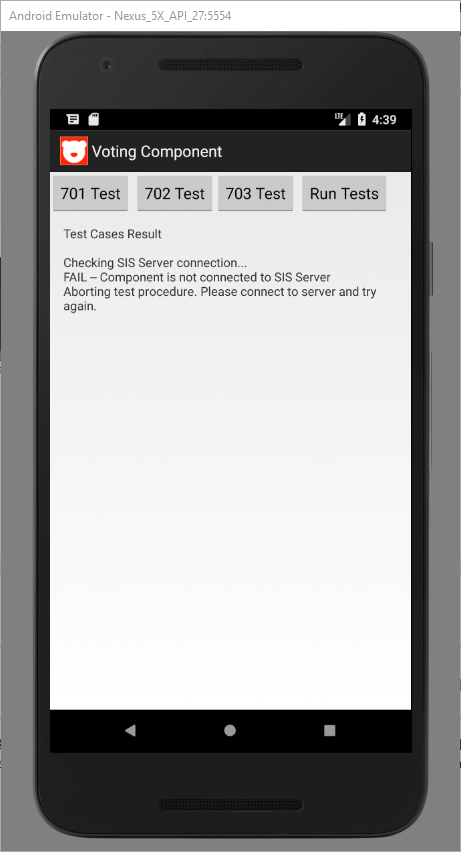 Android Emulator - Nexus_5X_API_27:5554
LTE 4:39
Voting Component
701 Test 702 Test 703 Test Run Tests
Test Cases Result
Checking SIS Server connection...
FAIL -- Component is not connected to SIS Server
Aborting test procedure. Please connect to server and try
again.